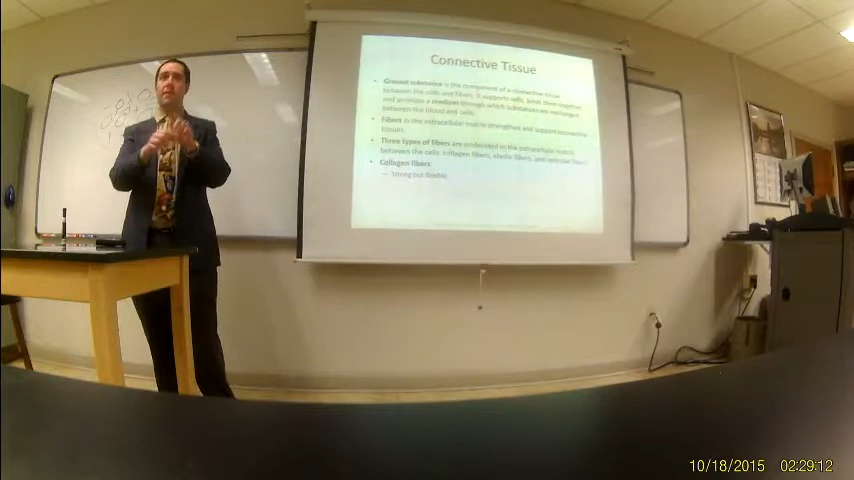 Connective Tissue
• Ground substance is the component of a connective tissue
between the cells and fibers. It supports cells, binds them together
and provides a medium through which substances are exchanged
between the blood and cells.
• Fibers in the extracellular matrix strengthen and support connective
tissues.
• Three types of fibers are embedded in the extracellular matrix
between the cells: collagen fibers, elastic fibers, and reticular fibers
• Collagen fibers
– Strong but flexible
10/18/2015 02:29:12